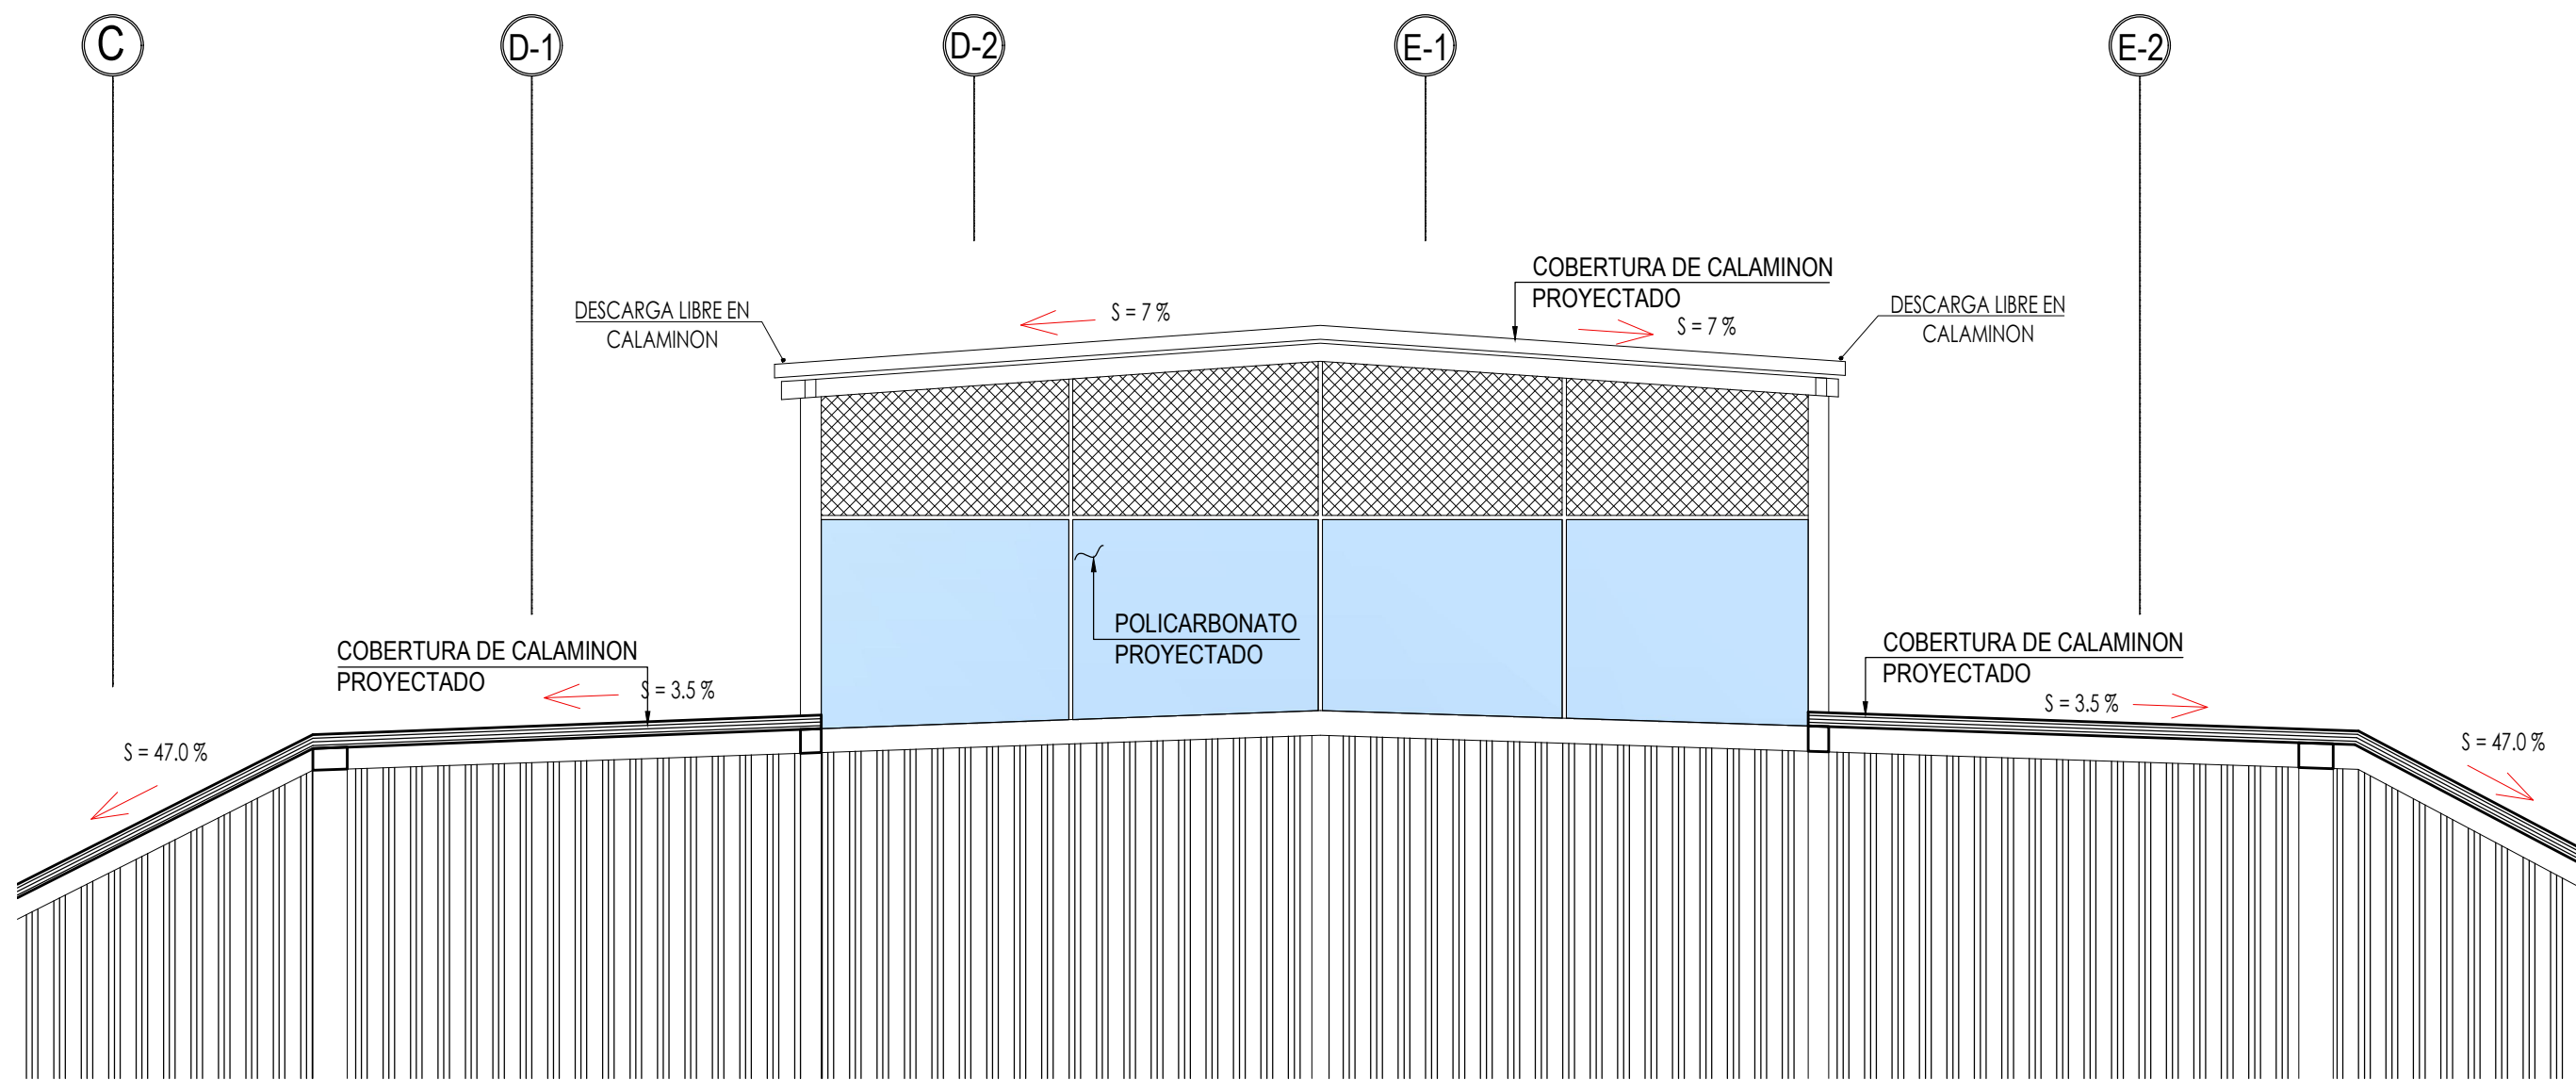 C
D-1
D-2
E-1
E-2
COBERTURA DE CALAMINON
PROYECTADO
DESCARGA LIBRE EN
CALAMINON
S = 7 %
S = 7 %
DESCARGA LIBRE EN
CALAMINON
POLICARBONATO
PROYECTADO
COBERTURA DE CALAMINON
PROYECTADO
S = 3.5 %
COBERTURA DE CALAMINON
PROYECTADO
S = 3.5 %
S = 47.0 %
S = 47.0 %